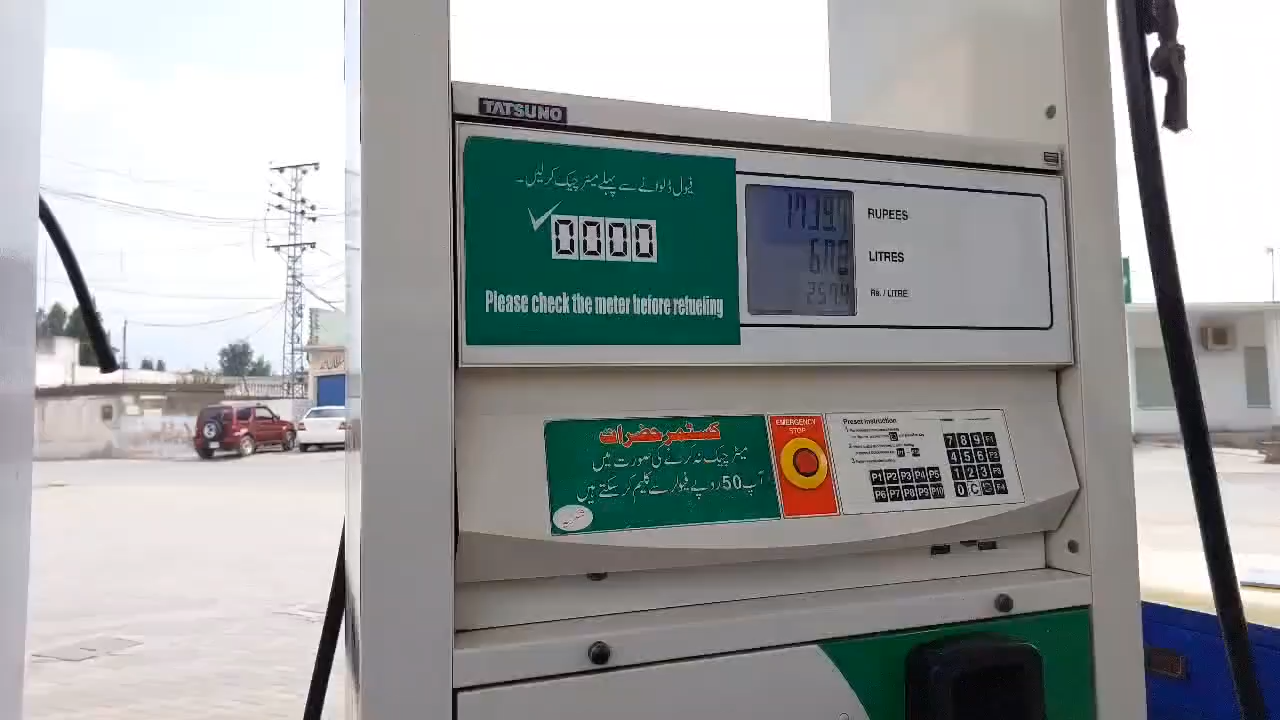 TATSUNO
فیول ڈلوانے سے پہلے میٹر چیک کرلیں۔
0000
Please check the meter before refueling
RUPEES
LITRES
Rs. / LITRE
کسٹمر حضرات
میٹر چیک نہ کرنے کی صورت میں
آپ 50 روپے فیولر سے کلیم کر سکتے ہیں
شکریہ
EMERGENCY
STOP
Preset instruction
P1 P2 P3 P4 P5
P6 P7 P8 P9 P10
7 8 9 F1
4 5 6 F2
1 2 3 F3
0 C F4